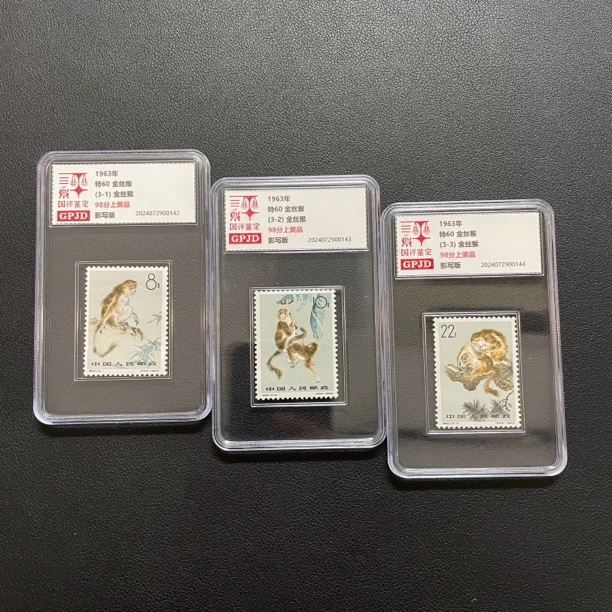 国评鉴定
GPJD
1963年
特60 金丝猴
(3-1) 金丝猴
98分上美品
影写版 2024072900142
8分
中国人民邮政
国评鉴定
GPJD
1963年
特60 金丝猴
(3-2) 金丝猴
98分上美品
影写版 2024072900143
10分
中国人民邮政
国评鉴定
GPJD
1963年
特60 金丝猴
(3-3) 金丝猴
98分上美品
影写版 2024072900144
22分
中国人民邮政